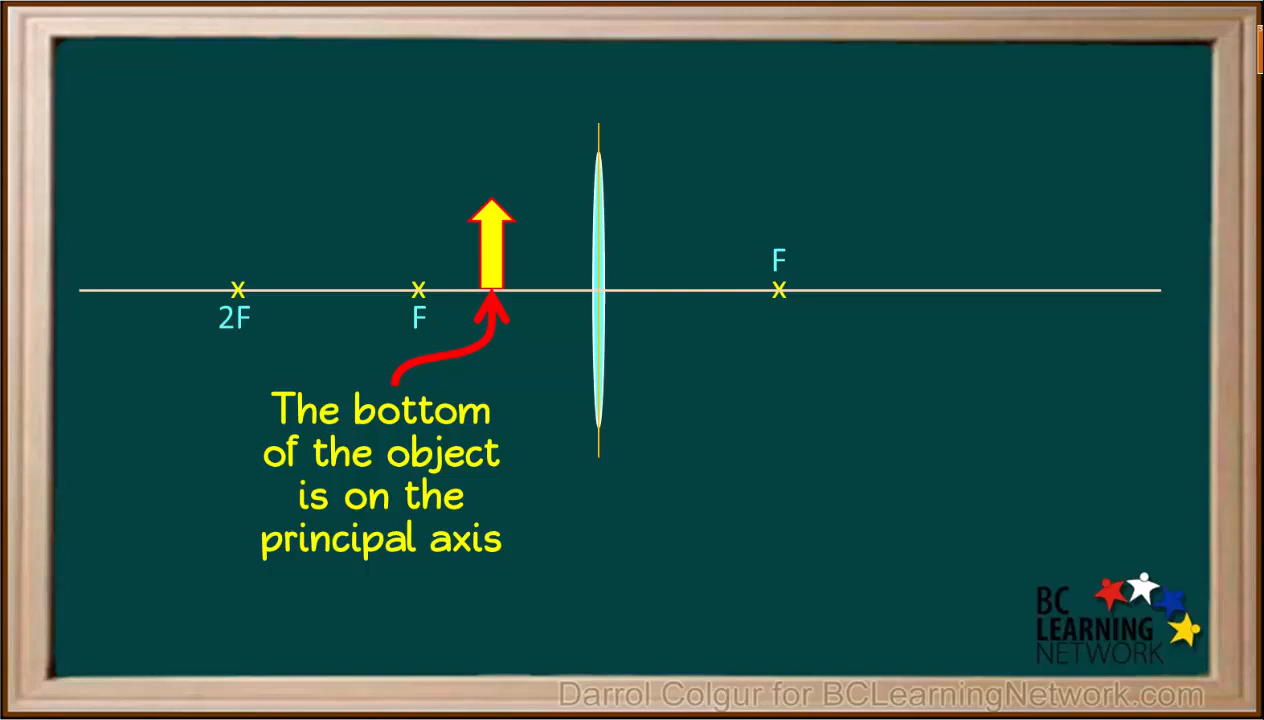 F
x x x
2F F
The bottom
of the object
is on the
principal axis
BC
LEARNING
NETWORK
Darrol Colgur for BCLearningNetwork.com